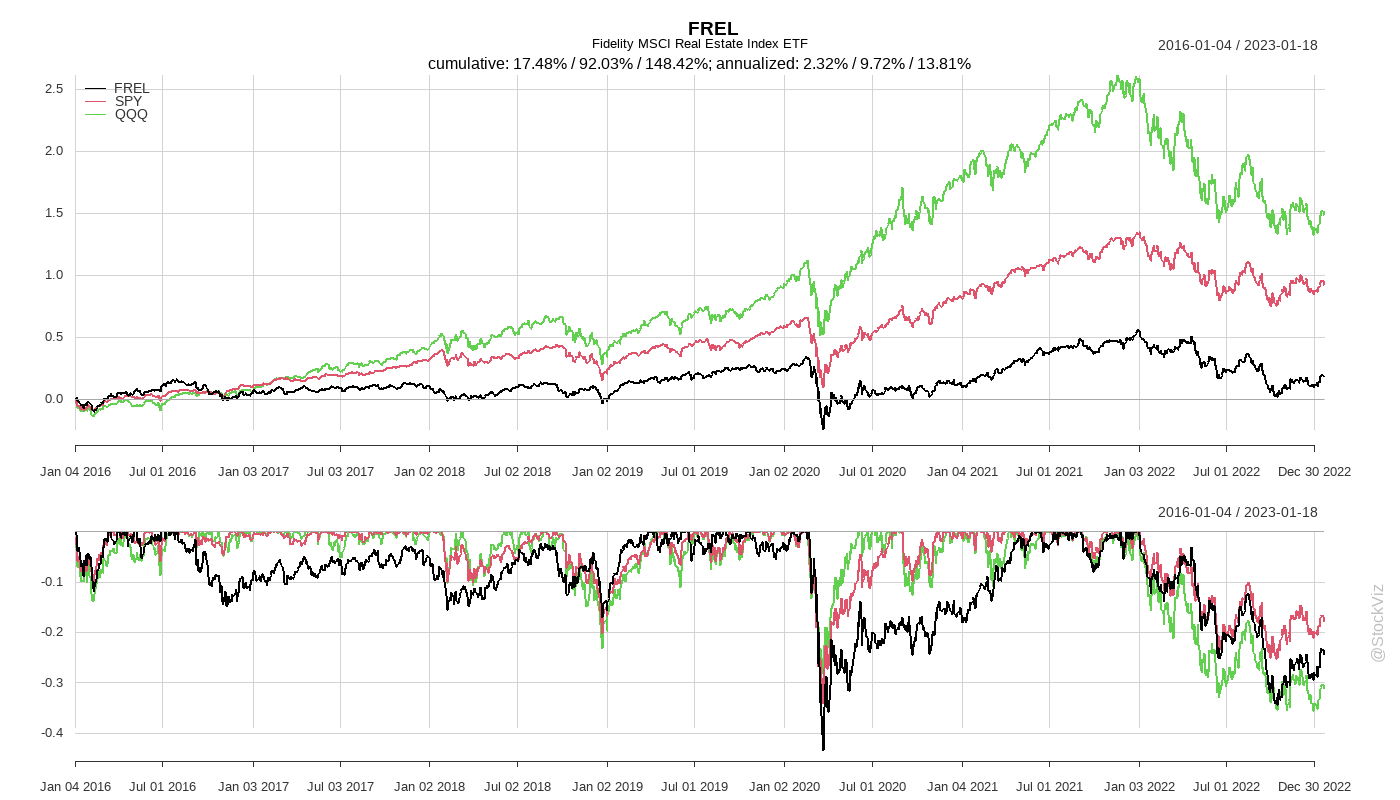 FREL
Fidelity MSCI Real Estate Index ETF
2016-01-04 / 2023-01-18
cumulative: 17.48% / 92.03% / 148.42%; annualized: 2.32% / 9.72% / 13.81%
FREL
SPY
QQQ
2.5
2.0
1.5
1.0
0.5
0.0
Jan 04 2016 Jul 01 2016 Jan 03 2017 Jul 03 2017 Jan 02 2018 Jul 02 2018 Jan 02 2019 Jul 01 2019 Jan 02 2020 Jul 01 2020 Jan 04 2021 Jul 01 2021 Jan 03 2022 Jul 01 2022 Dec 30 2022
2016-01-04 / 2023-01-18
-0.1
-0.2
-0.3
-0.4
Jan 04 2016 Jul 01 2016 Jan 03 2017 Jul 03 2017 Jan 02 2018 Jul 02 2018 Jan 02 2019 Jul 01 2019 Jan 02 2020 Jul 01 2020 Jan 04 2021 Jul 01 2021 Jan 03 2022 Jul 01 2022 Dec 30 2022
@StockViz